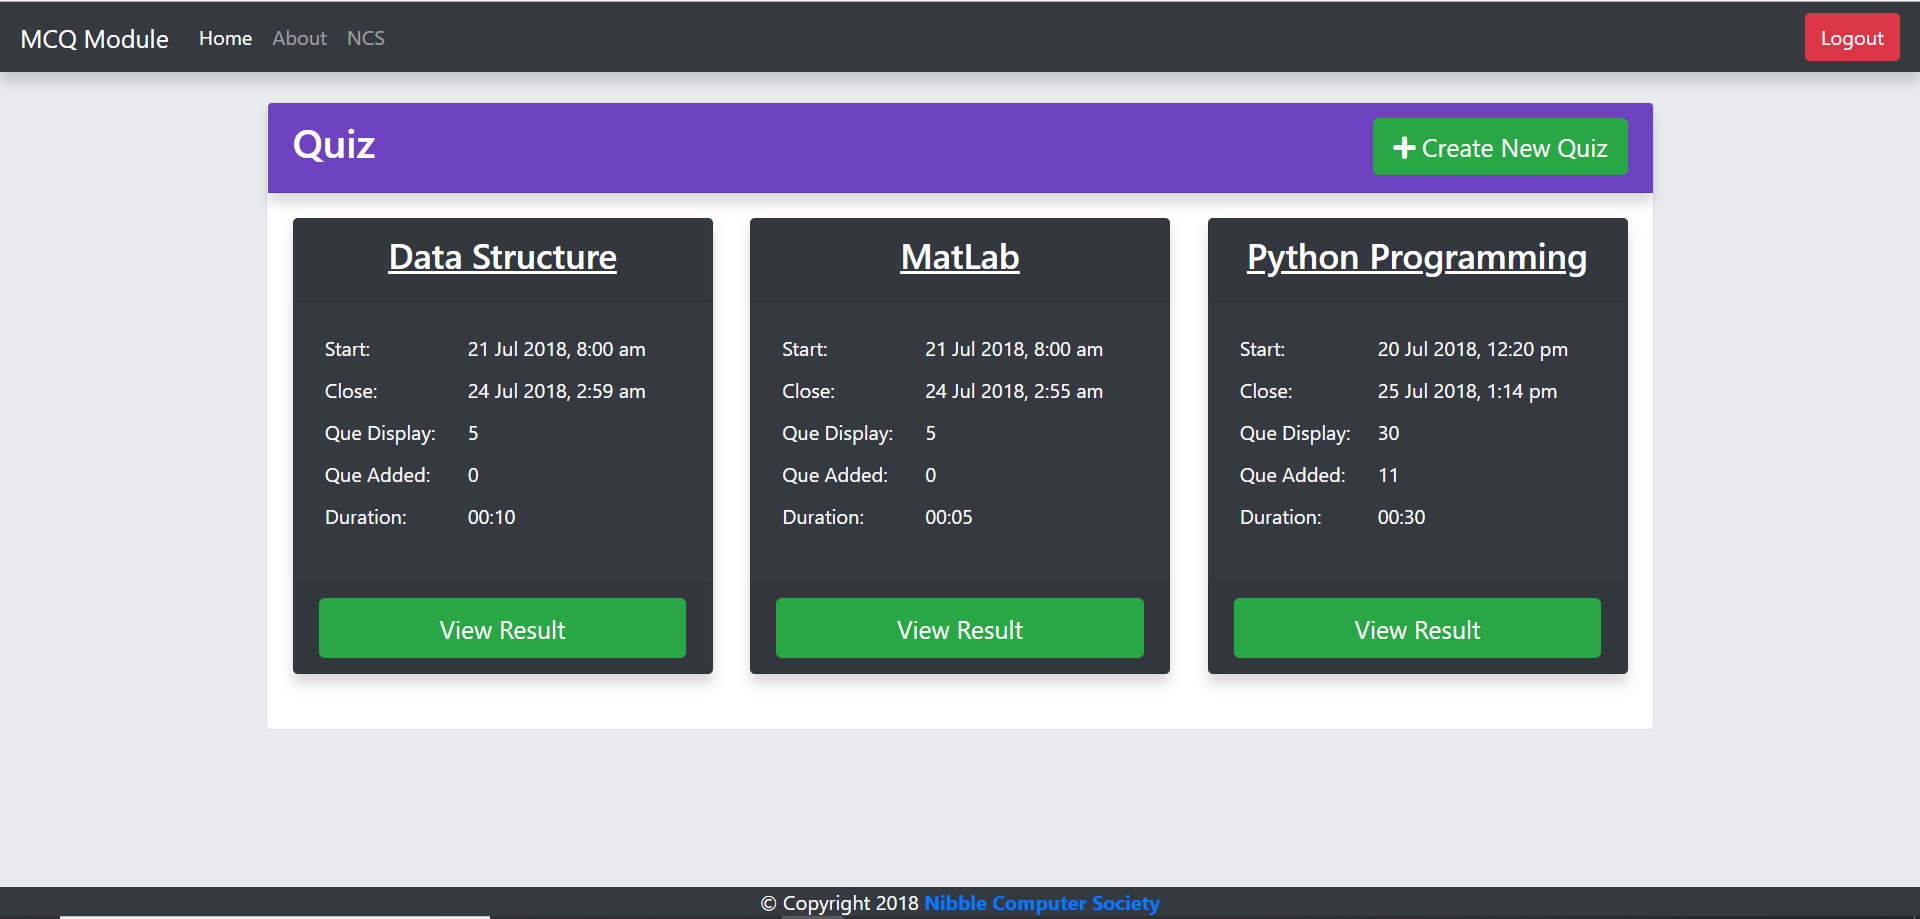 MCQ Module Home About NCS Logout
Quiz
Create New Quiz
Data Structure
Start: 21 Jul 2018, 8:00 am
Close: 24 Jul 2018, 2:59 am
Que Display: 5
Que Added: 0
Duration: 00:10
View Result
MatLab
Start: 21 Jul 2018, 8:00 am
Close: 24 Jul 2018, 2:55 am
Que Display: 5
Que Added: 0
Duration: 00:05
View Result
Python Programming
Start: 20 Jul 2018, 12:20 pm
Close: 25 Jul 2018, 1:14 pm
Que Display: 30
Que Added: 11
Duration: 00:30
View Result
© Copyright 2018 Nibble Computer Society